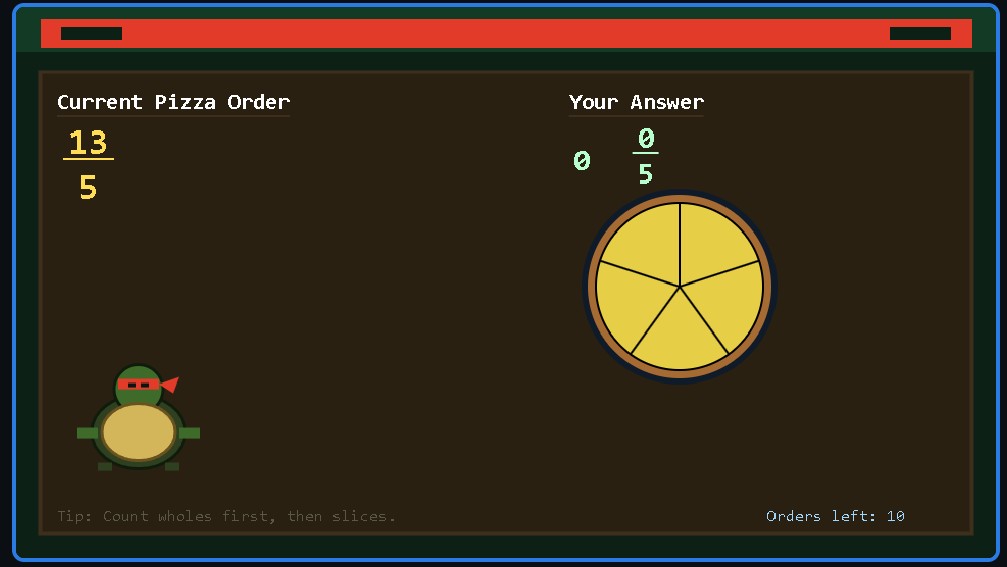 Current Pizza Order
13
5
Your Answer
0
0
5
Tip: Count wholes first, then slices.
Orders left: 10